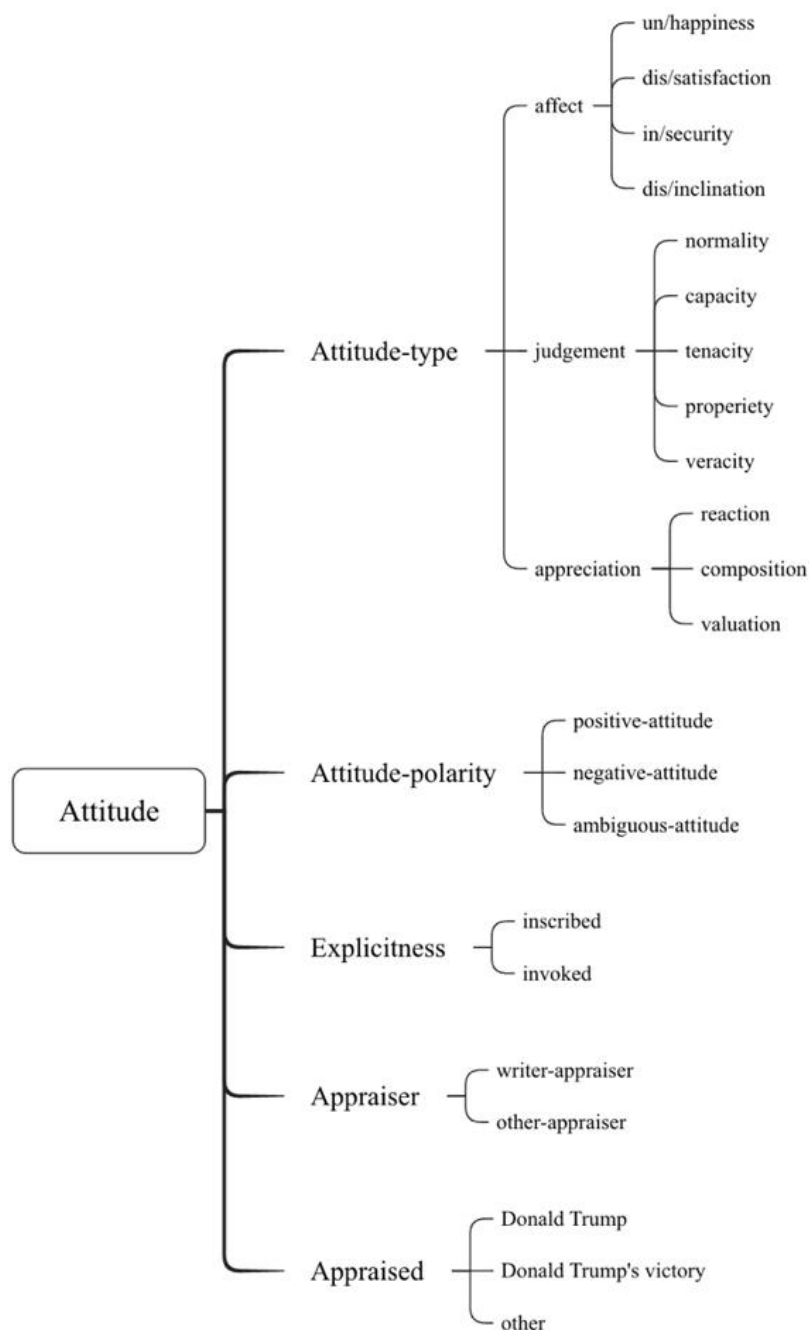 Attitude
Attitude-type
affect
un/happiness
dis/satisfaction
in/security
dis/inclination
judgement
normality
capacity
tenacity
properiety
veracity
appreciation
reaction
composition
valuation
Attitude-polarity
positive-attitude
negative-attitude
ambiguous-attitude
Explicitness
inscribed
invoked
Appraiser
writer-appraiser
other-appraiser
Appraised
Donald Trump
Donald Trump's victory
other